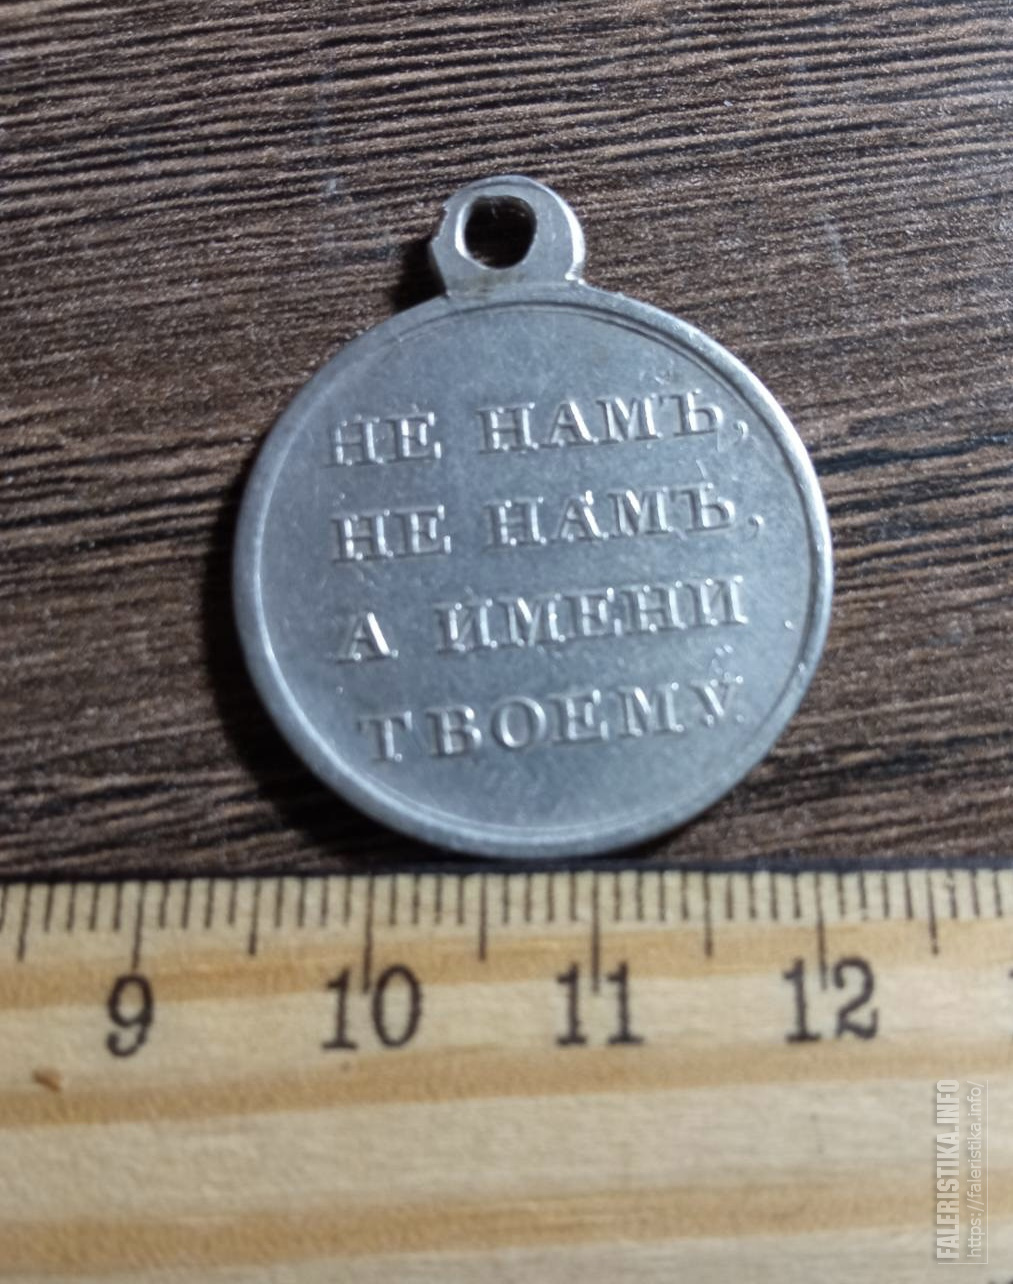 НЕ НАМЪ,
НЕ НАМЪ,
А ИМЕНИ
ТВОЕМУ.
9 10 11 12
FALERISTIKA.INFO
https://faleristika.info/